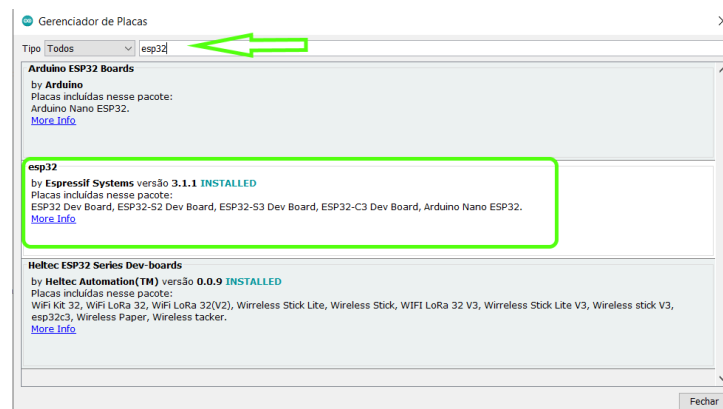 Gerenciador de Placas
Tipo Todos esp32
Arduino ESP32 Boards
by Arduino
Placas incluídas nesse pacote:
Arduino Nano ESP32.
More Info
esp32
by Espressif Systems versão 3.1.1 INSTALLED
Placas incluídas nesse pacote:
ESP32 Dev Board, ESP32-S2 Dev Board, ESP32-S3 Dev Board, ESP32-C3 Dev Board, Arduino Nano ESP32.
More Info
Heltec ESP32 Series Dev-boards
by Heltec Automation(TM) versão 0.0.9 INSTALLED
Placas incluídas nesse pacote:
WiFi Kit 32, WiFi LoRa 32, WiFi LoRa 32(V2), Wirreless Stick Lite, Wireless Stick, WIFI LoRa 32 V3, Wirreless Stick Lite V3, Wireless stick V3,
esp32c3, Wireless Paper, Wireless tacker.
More Info
Fechar